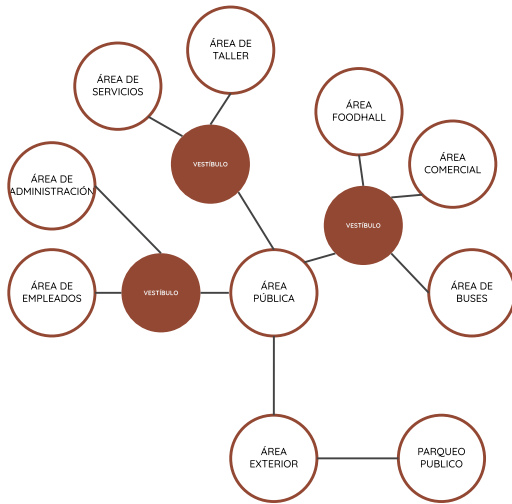 ÁREA DE
TALLER
ÁREA DE
SERVICIOS
ÁREA
FOODHALL
ÁREA
COMERCIAL
VESTÍBULO
ÁREA DE
ADMINISTRACIÓN
VESTÍBULO
ÁREA DE
EMPLEADOS
VESTÍBULO
ÁREA
PÚBLICA
ÁREA DE
BUSES
ÁREA
EXTERIOR
PARQUEO
PUBLICO